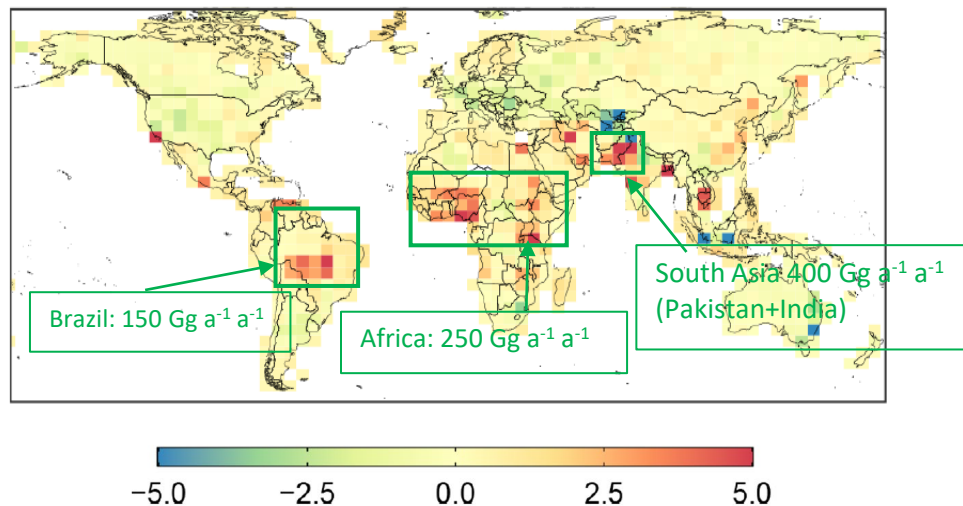 South Asia 400 Gg a⁻¹ a⁻¹
(Pakistan+India)
Brazil: 150 Gg a⁻¹ a⁻¹
Africa: 250 Gg a⁻¹ a⁻¹
−5.0 −2.5 0.0 2.5 5.0